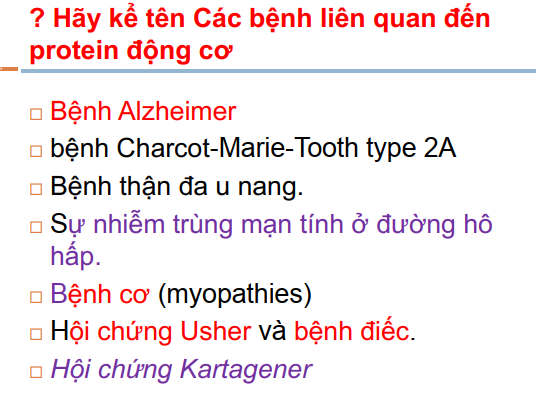 ? Hãy kể tên Các bệnh liên quan đến
protein động cơ
Bệnh Alzheimer
bệnh Charcot-Marie-Tooth type 2A
Bệnh thận đa u nang.
Sự nhiễm trùng mạn tính ở đường hô
hấp.
Bệnh cơ (myopathies)
Hội chứng Usher và bệnh điếc.
Hội chứng Kartagener